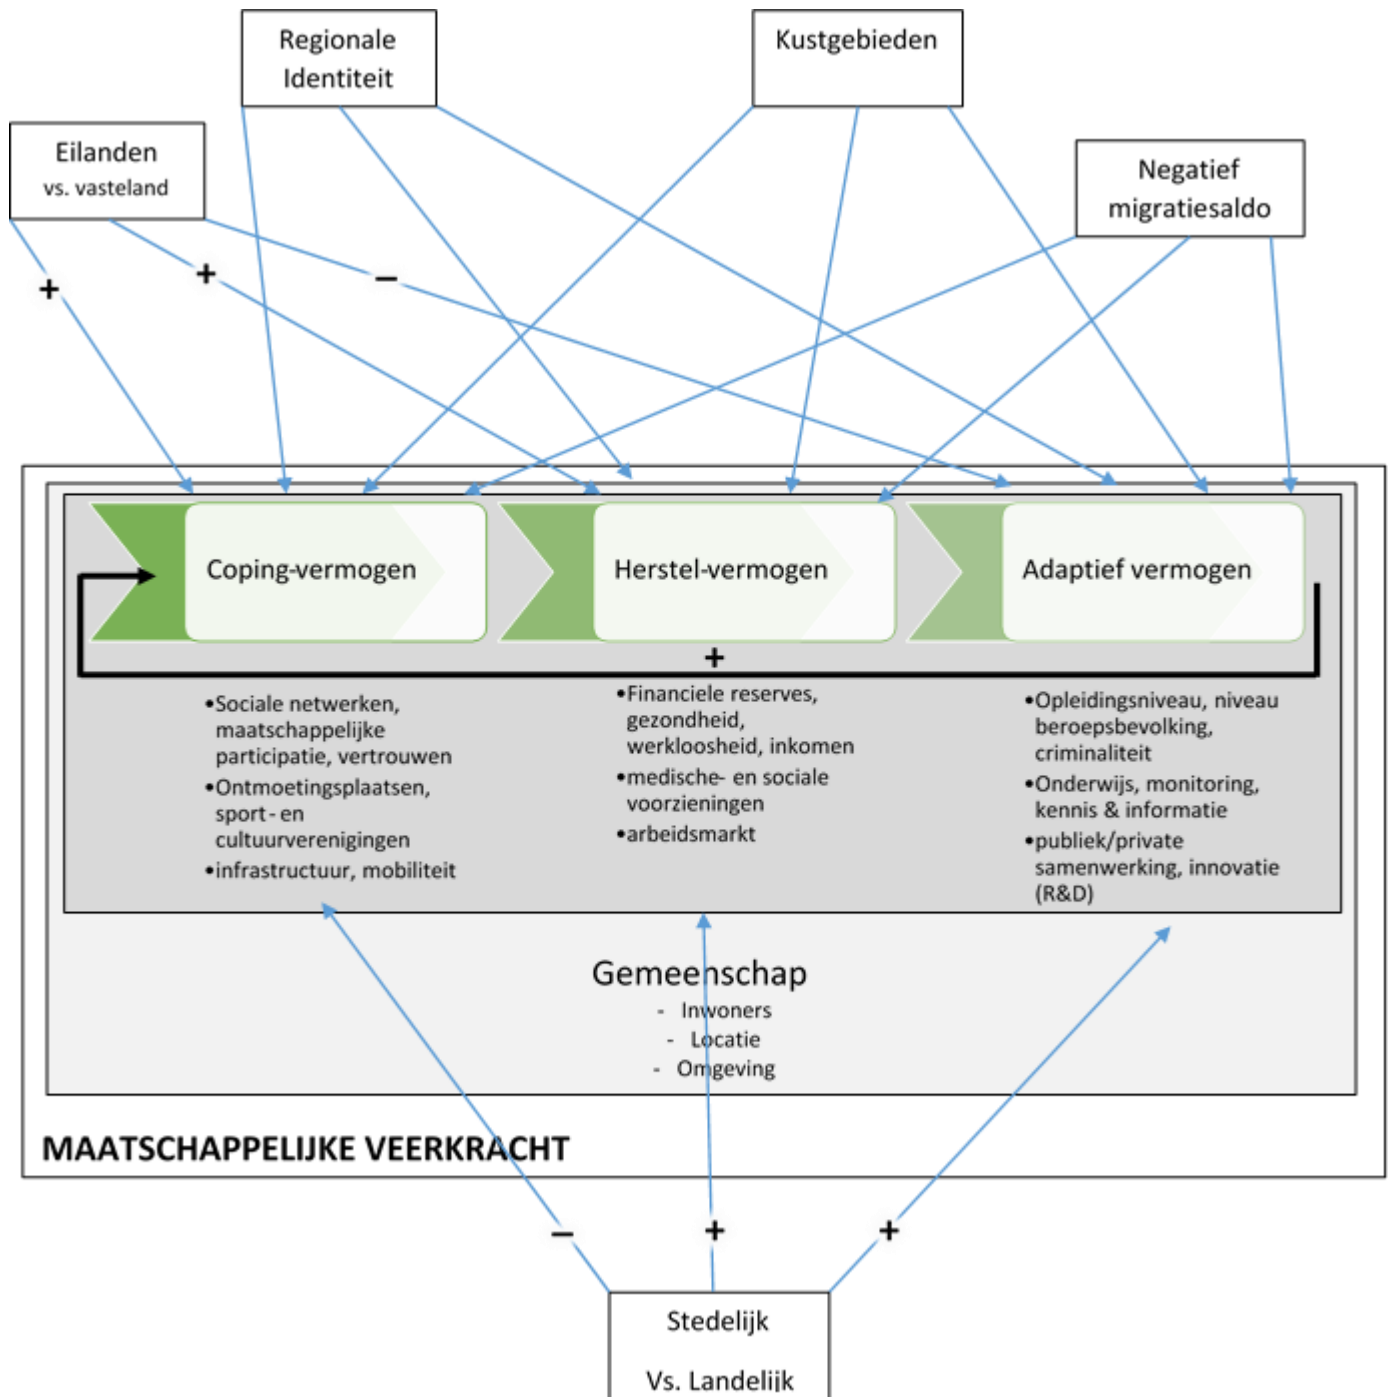 Regionale
Identiteit
Kustgebieden
Eilanden
vs. vasteland
Negatief
migratiesaldo
+
+
–
Coping-vermogen
Herstel-vermogen
Adaptief vermogen
+
•Sociale netwerken,
maatschappelijke
participatie, vertrouwen
•Ontmoetingsplaatsen,
sport- en
cultuurverenigingen
•infrastructuur, mobiliteit
•Financiele reserves,
gezondheid,
werkloosheid, inkomen
•medische- en sociale
voorzieningen
•arbeidsmarkt
•Opleidingsniveau, niveau
beroepsbevolking,
criminaliteit
•Onderwijs, monitoring,
kennis & informatie
•publiek/private
samenwerking, innovatie
(R&D)
Gemeenschap
- Inwoners
- Locatie
- Omgeving
MAATSCHAPPELIJKE VEERKRACHT
–
+
+
Stedelijk
Vs. Landelijk